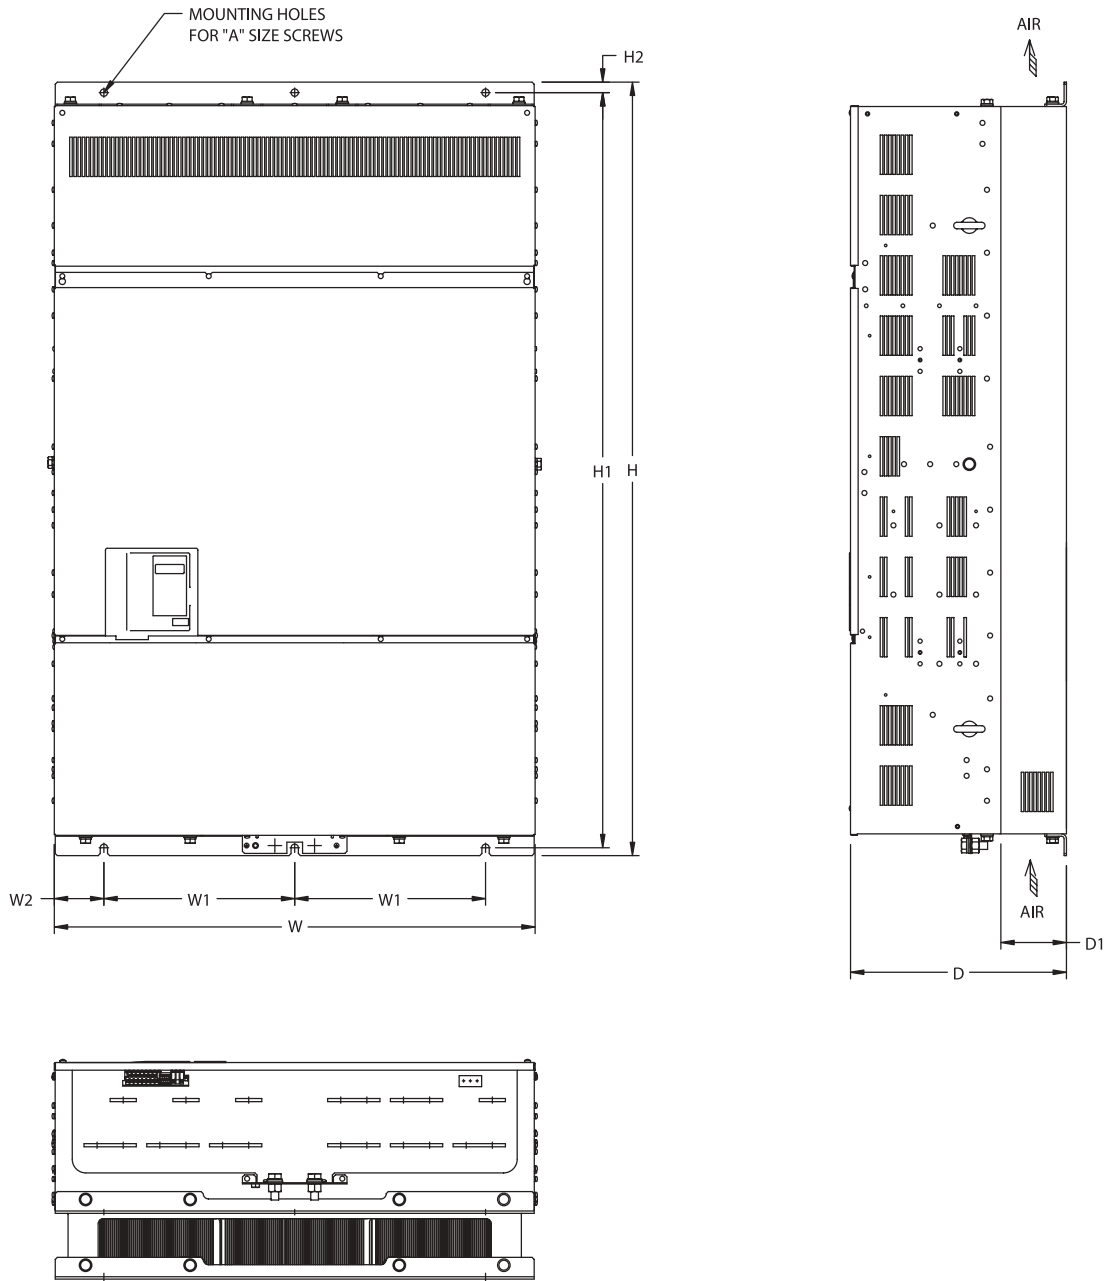 MOUNTING HOLES
FOR "A" SIZE SCREWS
H2
AIR
H1
H
W2
W1
W1
W
AIR
D1
D